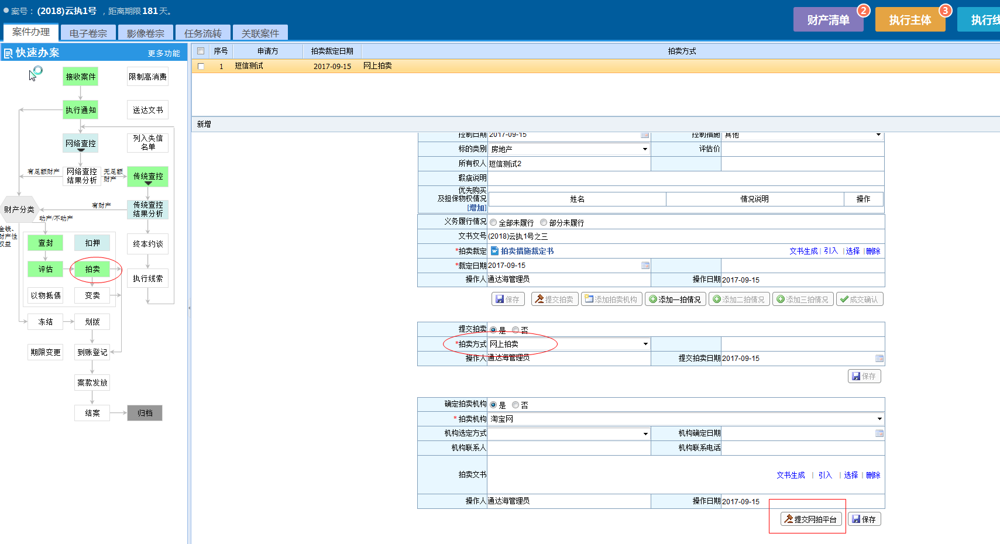 案号：(2018)云执1号 ，距离期限181天。
财产清单 2
执行主体 3
执行线
案件办理 电子卷宗 影像卷宗 任务流转 关联案件
快速办案 更多功能
接收案件 限制高消费
执行通知 送达文书
网络查控 列入失信
名单
有足额财产 网络查控
结果分析 无足额
财产 传统查控
财产分类 有财产 传统查控
结果分析
动产/不动产
金钱、
财产性
权益
查封 扣押 终本约谈
评估 拍卖 执行线索
以物抵债 变卖
冻结 划拨
期限变更 到账登记
案款发放
结案 归档
序号 申请方 拍卖裁定日期 拍卖方式
1 短信测试 2017-09-15 网上拍卖
新增
控制日期 2017-09-15 控制措施 其他
标的类别 房地产 评估价
所有权人 短信测试2
瑕疵说明
优先购买
及担保物权情况
[增加]
姓名 情况说明 操作
义务履行情况 全部未履行 部分未履行
文书文号 (2018)云执1号之三
*拍卖裁定 拍卖措施裁定书 文书生成| 引入 |选择 |删除
*裁定日期 2017-09-15
操作人 通达海管理员 操作日期 2017-09-15
保存 提交拍卖 添加拍卖机构 添加一拍情况 添加二拍情况 添加三拍情况 成交确认
提交拍卖 是 否
*拍卖方式 网上拍卖
操作人 通达海管理员 提交拍卖日期 2017-09-15
保存
确定拍卖机构 是 否
* 拍卖机构 淘宝网
机构选定方式 机构确定日期
机构联系人 机构联系电话
拍卖文书 文书生成 | 引入 | 选择 | 删除
操作人 通达海管理员 操作日期 2017-09-15
提交网拍平台 保存